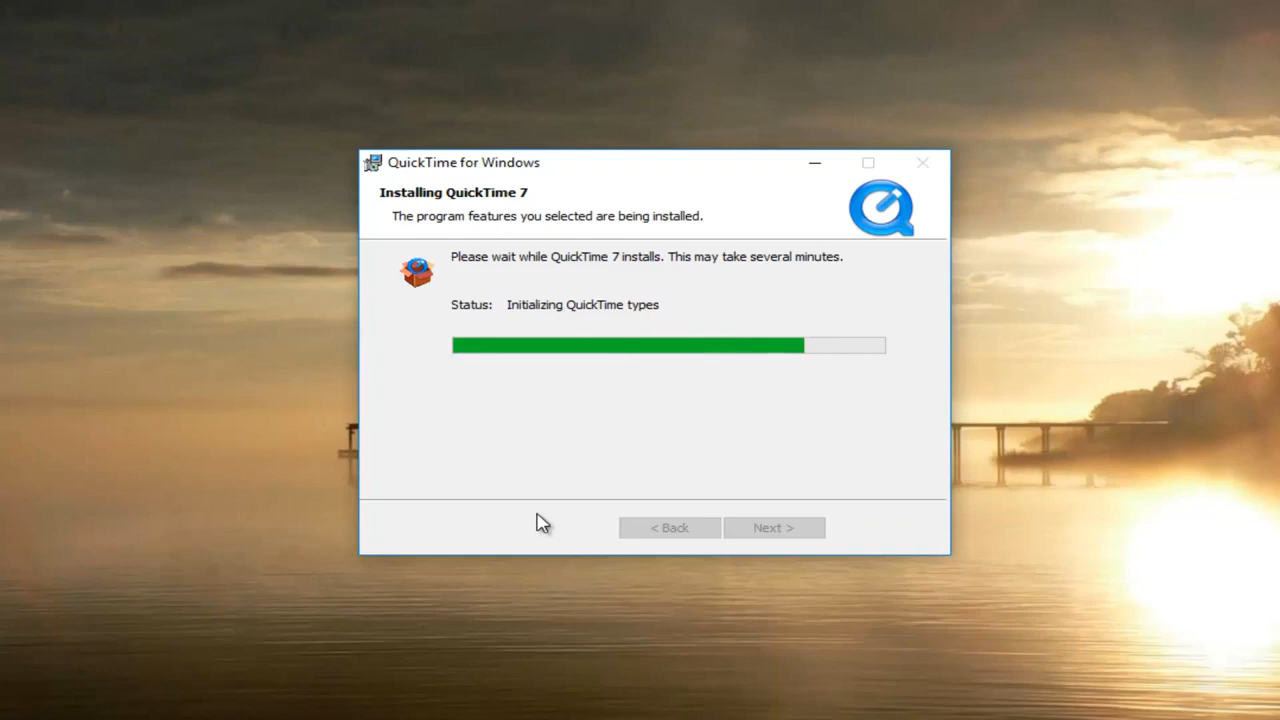 QuickTime for Windows
Installing QuickTime 7
The program features you selected are being installed.
Please wait while QuickTime 7 installs. This may take several minutes.
Status: Initializing QuickTime types
< Back Next >